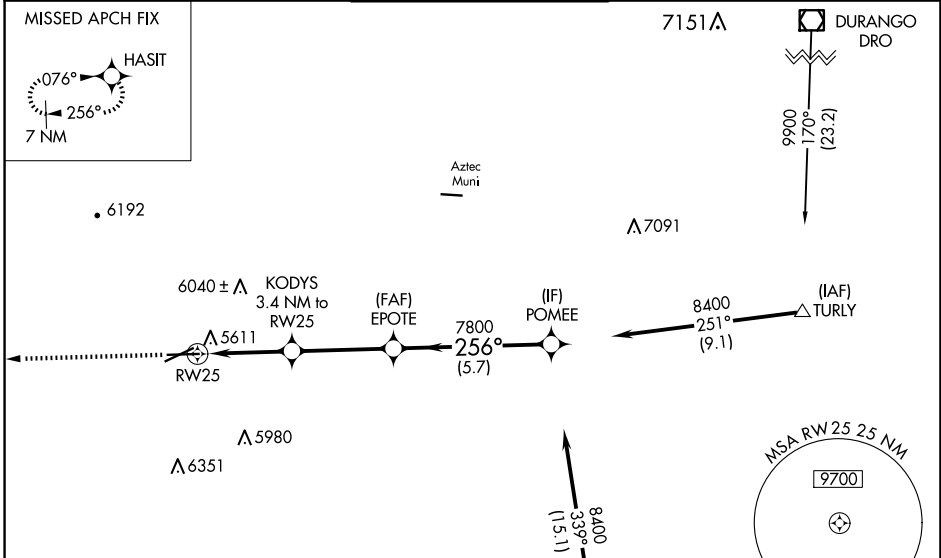 MISSED APCH FIX
HASIT
076°
256°
7 NM
7151
DURANGO
DRO
9900
170°
(23.2)
Aztec
Muni
6192
7091
6040 ±
KODYS
3.4 NM to
RW25
(FAF)
EPOTE
(IF)
POMEE
(IAF)
TURLY
8400
251°
(9.1)
7800
256°
(5.7)
5611
RW25
5980
6351
8400
339°
(15.1)
MSA RW 25 25 NM
9700